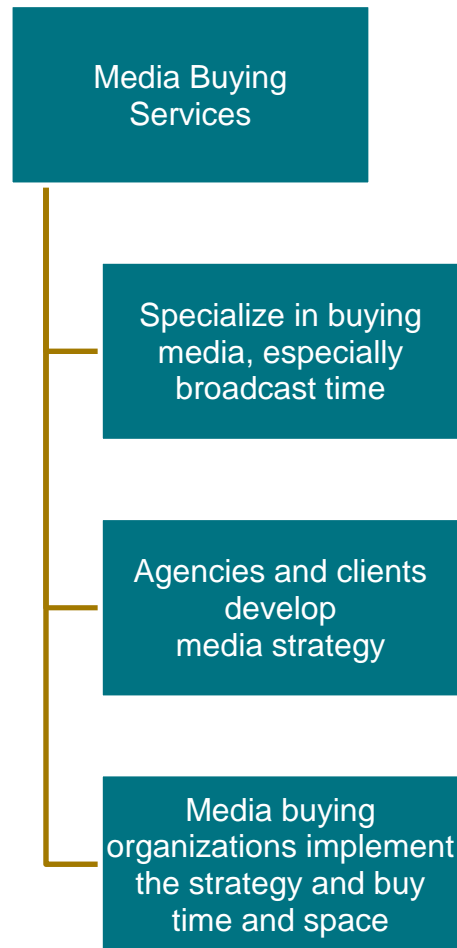 Media Buying
Services
Specialize in buying
media, especially
broadcast time
Agencies and clients
develop
media strategy
Media buying
organizations implement
the strategy and buy
time and space